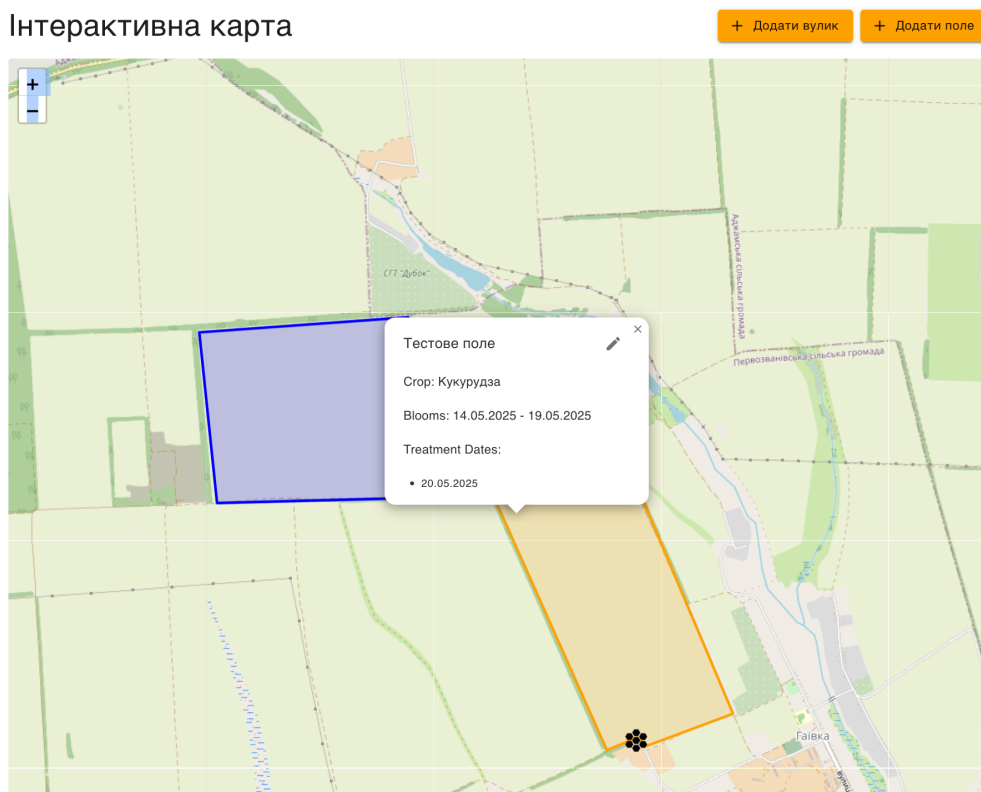 Інтерактивна карта
+ Додати вулик
+ Додати поле
+
−
СГТ "Дубок"
Аджамська сільська громада
Первозванівська сільська громада
Тестове поле
×
Crop: Кукурудза
Blooms: 14.05.2025 - 19.05.2025
Treatment Dates:
• 20.05.2025
Гаївка